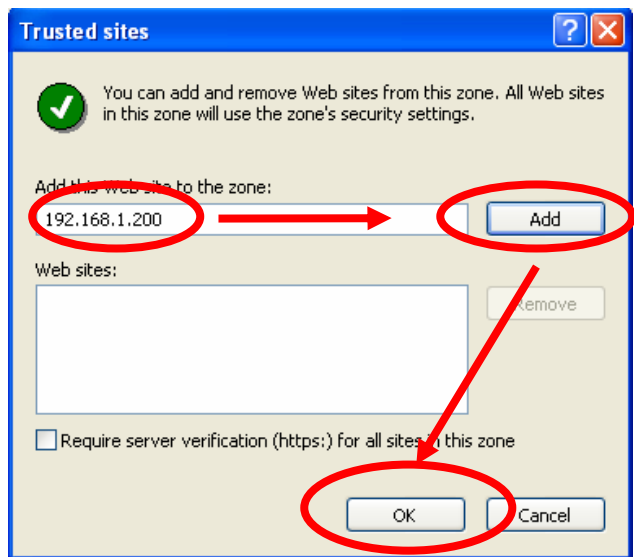 Trusted sites
You can add and remove Web sites from this zone. All Web sites
in this zone will use the zone's security settings.
Add this Web site to the zone:
192.168.1.200
Add
Web sites:
Remove
Require server verification (https:) for all sites in this zone
OK
Cancel